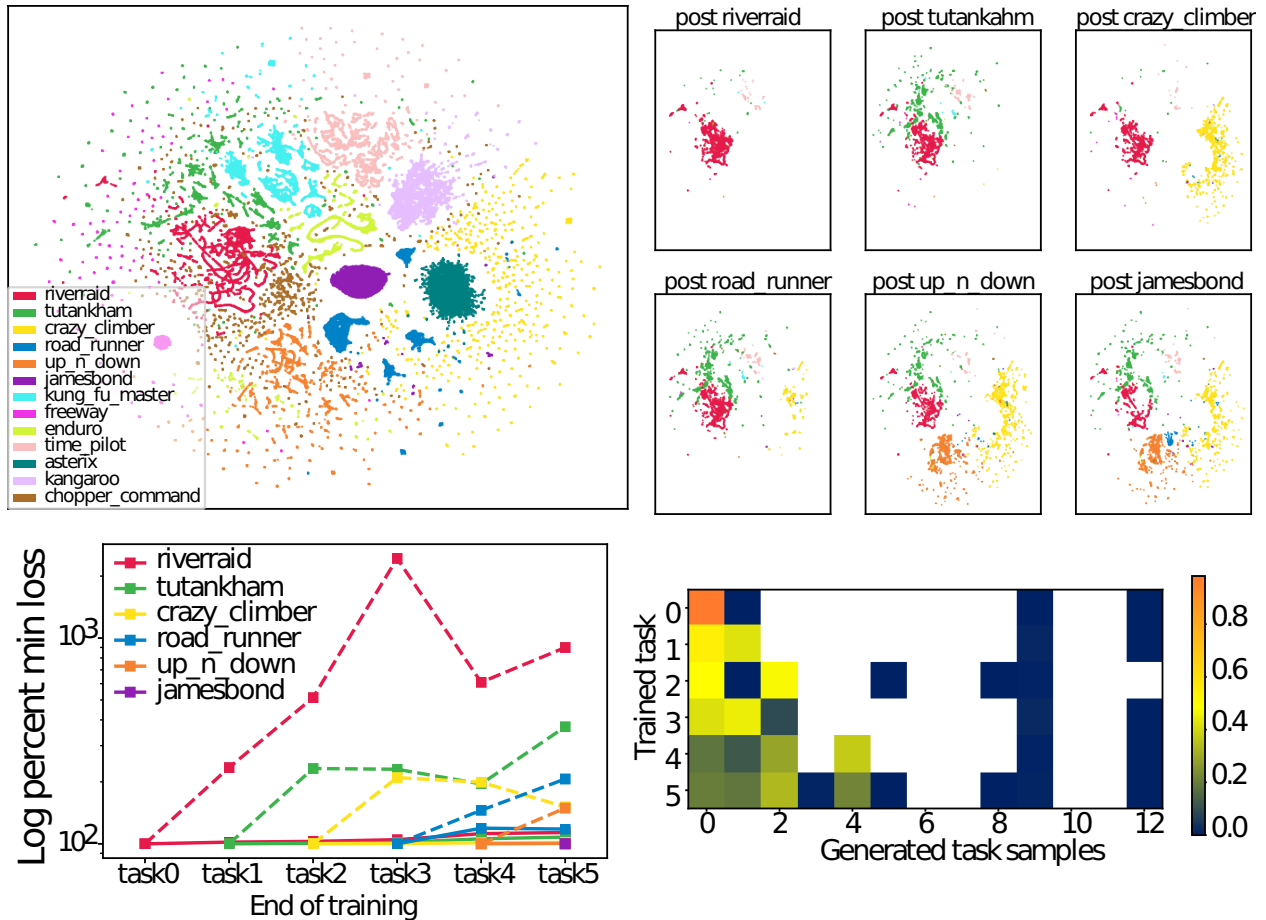 riverraid
tutankham
crazy_climber
road_runner
up_n_down
jamesbond
kung_fu_master
freeway
enduro
time_pilot
asterix
kangaroo
chopper_command
post riverraid
post tutankahm
post crazy_climber
post road_runner
post up_n_down
post jamesbond
Log percent min loss
10³
10²
riverraid
tutankham
crazy_climber
road_runner
up_n_down
jamesbond
task0 task1 task2 task3 task4 task5
End of training
Trained task
0
1
2
3
4
5
0 2 4 6 8 10 12
Generated task samples
0.8
0.6
0.4
0.2
0.0